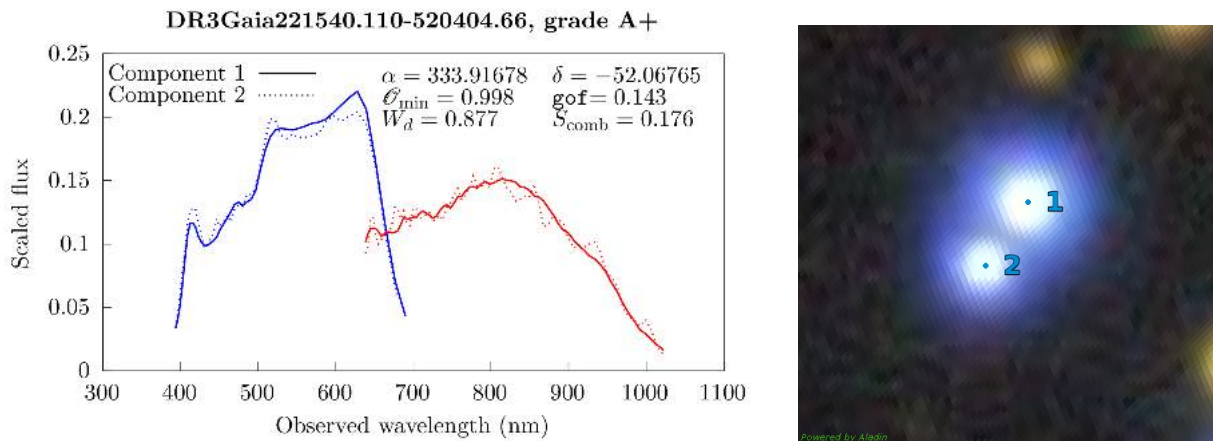 DR3Gaia221540.110-520404.66, grade A+
Component 1
Component 2
α = 333.91678 δ = −52.06765
𝒪min = 0.998 gof= 0.143
Wd = 0.877 Scomb = 0.176
Scaled flux
0.25
0.2
0.15
0.1
0.05
0
300 400 500 600 700 800 900 1000 1100
Observed wavelength (nm)
1
2
Powered by Aladin